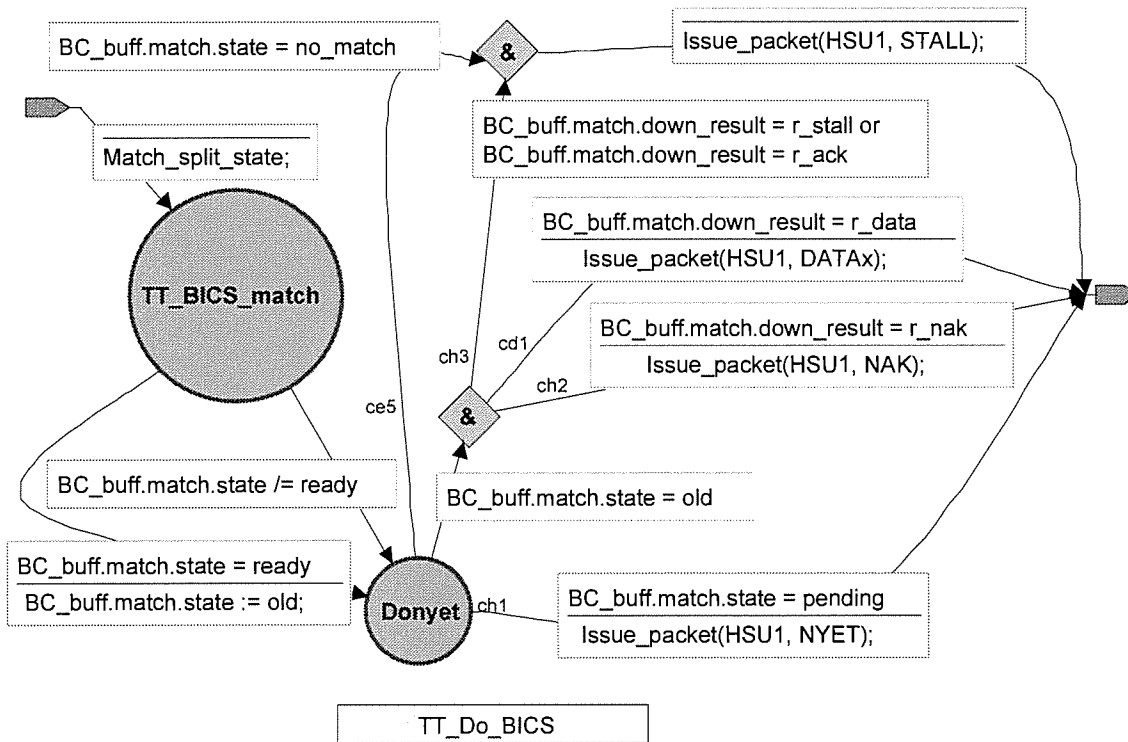 BC_buff.match.state = no_match
&
Issue_packet(HSU1, STALL);
Match_split_state;
BC_buff.match.down_result = r_stall or
BC_buff.match.down_result = r_ack
BC_buff.match.down_result = r_data
Issue_packet(HSU1, DATAx);
TT_BICS_match
BC_buff.match.down_result = r_nak
Issue_packet(HSU1, NAK);
ch3
cd1
ch2
ce5
&
BC_buff.match.state /= ready
BC_buff.match.state = old
BC_buff.match.state = ready
BC_buff.match.state := old;
Donyet
ch1
BC_buff.match.state = pending
Issue_packet(HSU1, NYET);
TT_Do_BICS